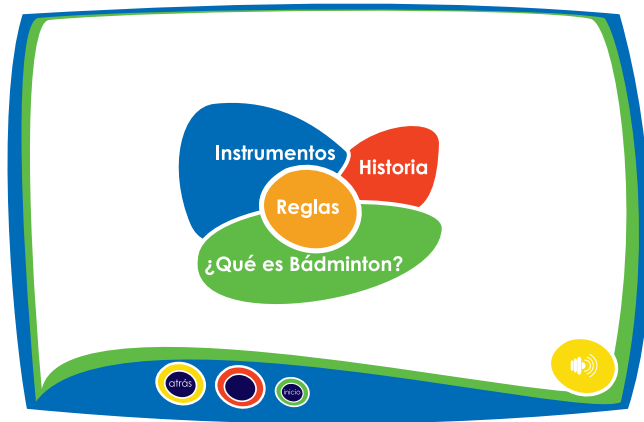 Instrumentos
Historia
Reglas
¿Qué es Bádminton?
atrás
inicio